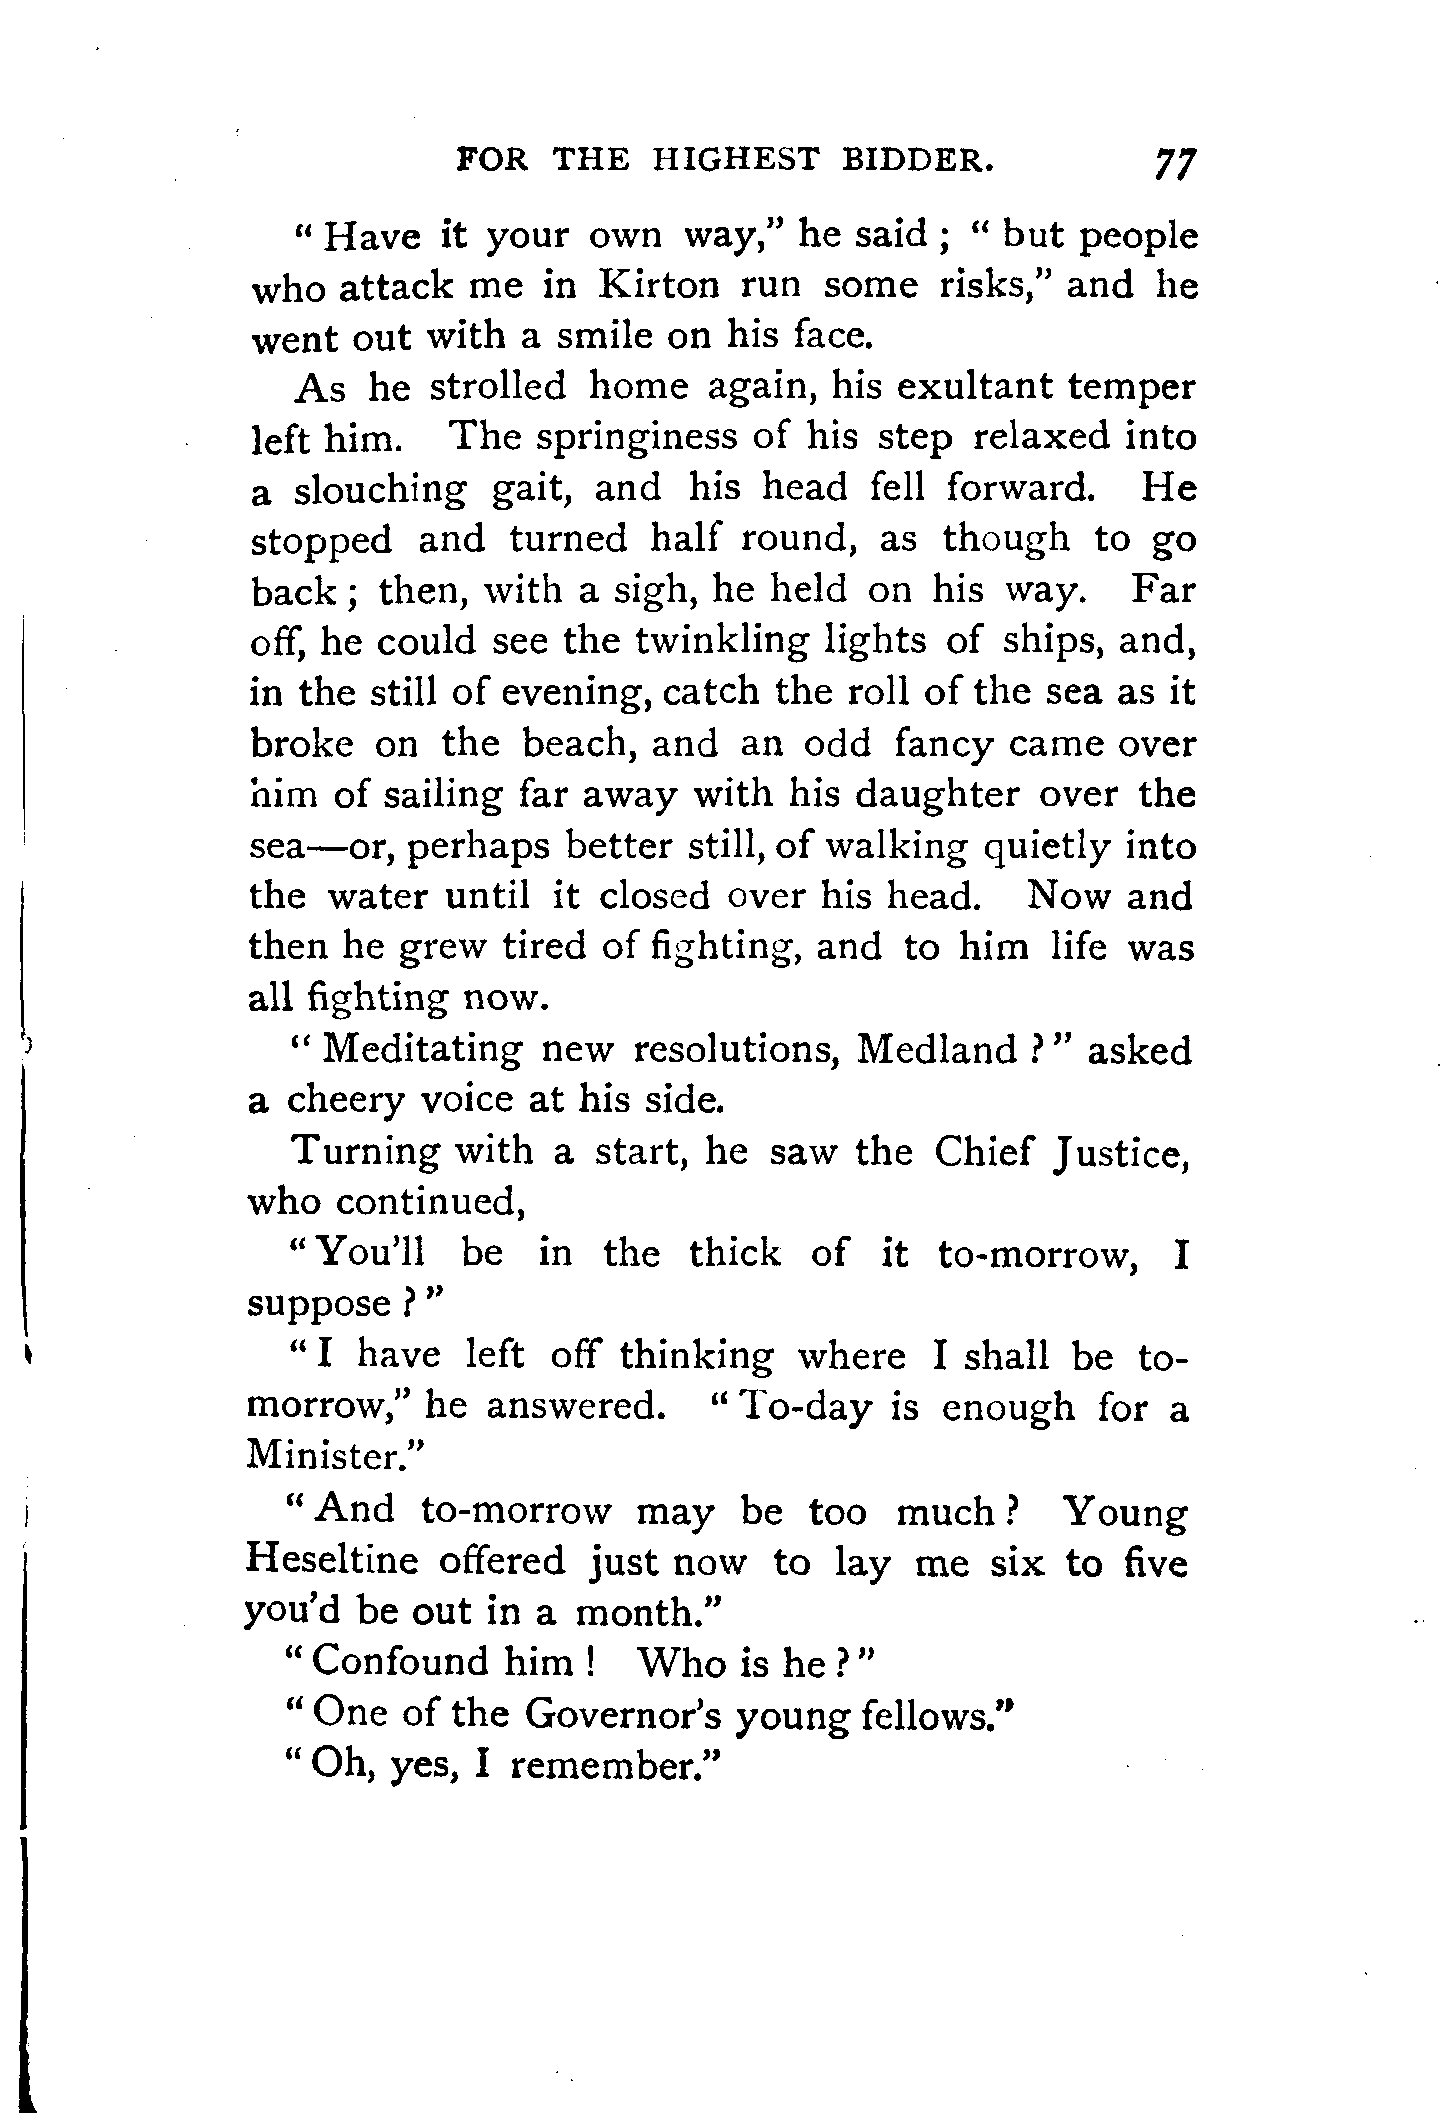 FOR THE HIGHEST BIDDER. 77
“ Have it your own way,” he said ; “ but people
who attack me in Kirton run some risks,” and he
went out with a smile on his face.
As he strolled home again, his exultant temper
left him. The springiness of his step relaxed into
a slouching gait, and his head fell forward. He
stopped and turned half round, as though to go
back ; then, with a sigh, he held on his way. Far
off, he could see the twinkling lights of ships, and,
in the still of evening, catch the roll of the sea as it
broke on the beach, and an odd fancy came over
him of sailing far away with his daughter over the
sea—or, perhaps better still, of walking quietly into
the water until it closed over his head. Now and
then he grew tired of fighting, and to him life was
all fighting now.
“ Meditating new resolutions, Medland ? ” asked
a cheery voice at his side.
Turning with a start, he saw the Chief Justice,
who continued,
“ You’ll be in the thick of it to-morrow, I
suppose ? ”
“ I have left off thinking where I shall be to-
morrow,” he answered. “ To-day is enough for a
Minister.”
“ And to-morrow may be too much ? Young
Heseltine offered just now to lay me six to five
you’d be out in a month.”
“ Confound him ! Who is he ? ”
“ One of the Governor’s young fellows.”
“ Oh, yes, I remember.”